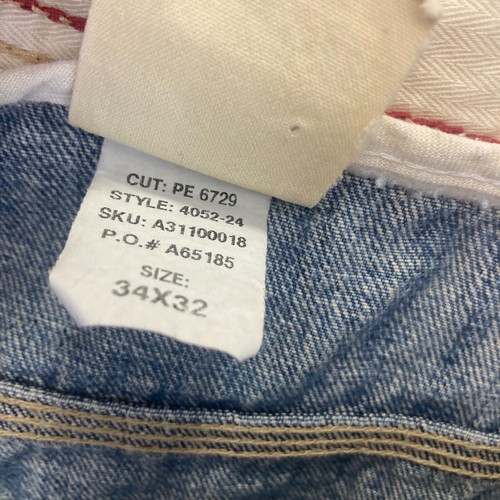 CUT: PE 6729
STYLE: 4052-24
SKU: A31100018
P.O.# A65185
SIZE:
34X32